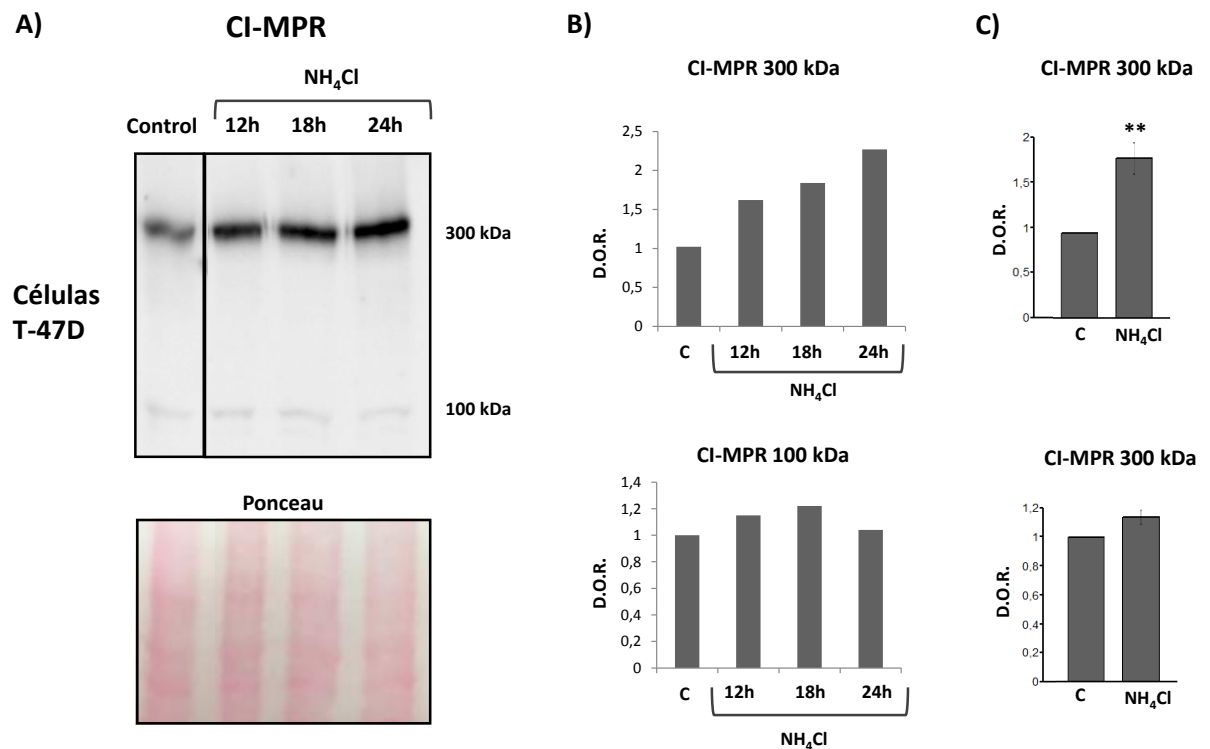 A)
CI-MPR
NH₄Cl
Control 12h 18h 24h
300 kDa
Células
T-47D
100 kDa
Ponceau
B)
CI-MPR 300 kDa
2,5
2
1,5
1
0,5
0
D.O.R.
C 12h 18h 24h
NH₄Cl
CI-MPR 100 kDa
1,4
1,2
1
0,8
0,6
0,4
0,2
0
D.O.R.
C 12h 18h 24h
NH₄Cl
C)
CI-MPR 300 kDa
**
2
1,5
1
0,5
0
D.O.R.
C NH₄Cl
CI-MPR 300 kDa
1,2
1
0,8
0,6
0,4
0,2
0
D.O.R.
C NH₄Cl